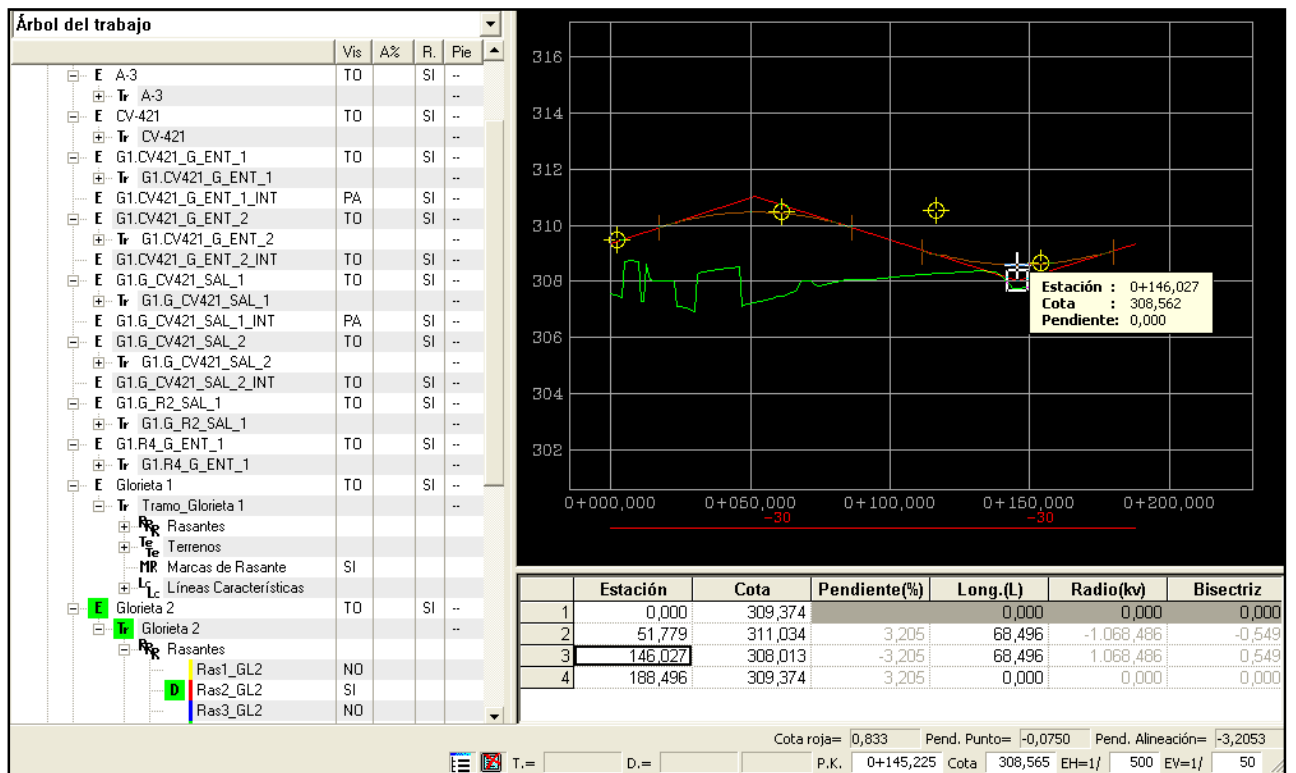 Árbol del trabajo
Vis A% R. Pie
E A-3 TO SI --
Tr A-3 --
E CV-421 TO SI --
Tr CV-421 --
E G1.CV421_G_ENT_1 TO SI --
Tr G1.CV421_G_ENT_1 --
E G1.CV421_G_ENT_1_INT PA SI --
E G1.CV421_G_ENT_2 TO SI --
Tr G1.CV421_G_ENT_2 --
E G1.CV421_G_ENT_2_INT TO SI --
E G1.G_CV421_SAL_1 TO SI --
Tr G1.G_CV421_SAL_1 --
E G1.G_CV421_SAL_1_INT PA SI --
E G1.G_CV421_SAL_2 TO SI --
Tr G1.G_CV421_SAL_2 --
E G1.G_CV421_SAL_2_INT TO SI --
E G1.G_R2_SAL_1 TO SI --
Tr G1.G_R2_SAL_1 --
E G1.R4_G_ENT_1 TO SI --
Tr G1.R4_G_ENT_1 --
E Glorieta 1 TO SI --
Tr Tramo_Glorieta 1 --
RRR Rasantes
TeTe Terrenos
MR Marcas de Rasante SI
LcLc Líneas Características
E Glorieta 2 TO SI --
Tr Glorieta 2 --
RRR Rasantes
Ras1_GL2 NO
D Ras2_GL2 SI
Ras3_GL2 NO
316
314
312
310
308
306
304
302
Estación : 0+146,027
Cota : 308,562
Pendiente: 0,000
0+000,000 0+050,000 0+100,000 0+150,000 0+200,000
-30 -30
Estación Cota Pendiente(%) Long.(L) Radio(kv) Bisectriz
1 0,000 309,374 0,000 0,000 0,000
2 51,779 311,034 3,205 68,496 -1.068,486 -0,549
3 146,027 308,013 -3,205 68,496 1.068,486 0,549
4 188,496 309,374 3,205 0,000 0,000 0,000
Cota roja= 0,833 Pend. Punto= -0,0750 Pend. Alineación= -3,2053
T.= D.= P.K. 0+145,225 Cota 308,565 EH=1/ 500 EV=1/ 50